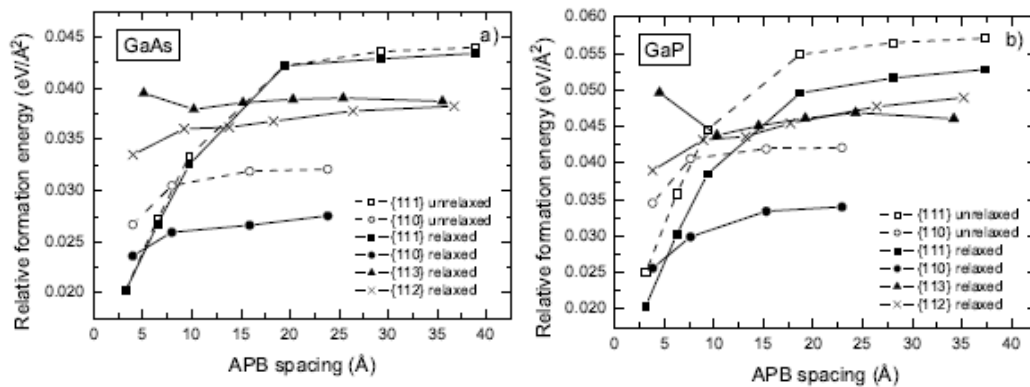 GaAs
a)
Relative formation energy (eV/Å²)
0.045
0.040
0.035
0.030
0.025
0.020
{111} unrelaxed
{110} unrelaxed
{111} relaxed
{110} relaxed
{113} relaxed
{112} relaxed
0 5 10 15 20 25 30 35 40
APB spacing (Å)
GaP
b)
Relative formation energy (eV/Å²)
0.060
0.055
0.050
0.045
0.040
0.035
0.030
0.025
0.020
{111} unrelaxed
{110} unrelaxed
{111} relaxed
{110} relaxed
{113} relaxed
{112} relaxed
0 5 10 15 20 25 30 35 40
APB spacing (Å)